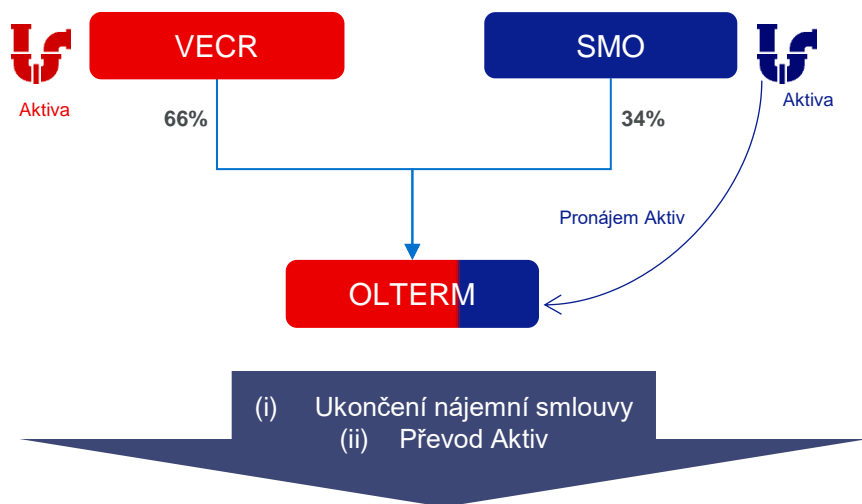 VECR
SMO
Aktiva
Aktiva
66%
34%
Pronájem Aktiv
OLTERM
(i) Ukončení nájemní smlouvy
(ii) Převod Aktiv